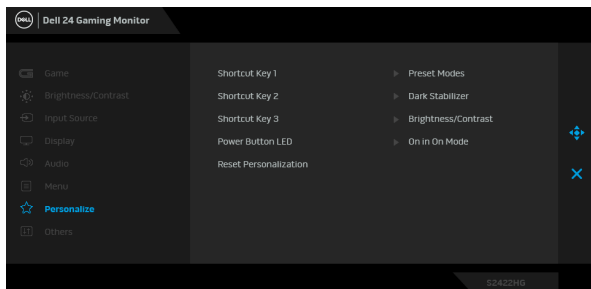 DELL Dell 24 Gaming Monitor
Game
Brightness/Contrast
Input Source
Display
Audio
Menu
Personalize
Others
Shortcut Key 1 Preset Modes
Shortcut Key 2 Dark Stabilizer
Shortcut Key 3 Brightness/Contrast
Power Button LED On in On Mode
Reset Personalization
S2422HG